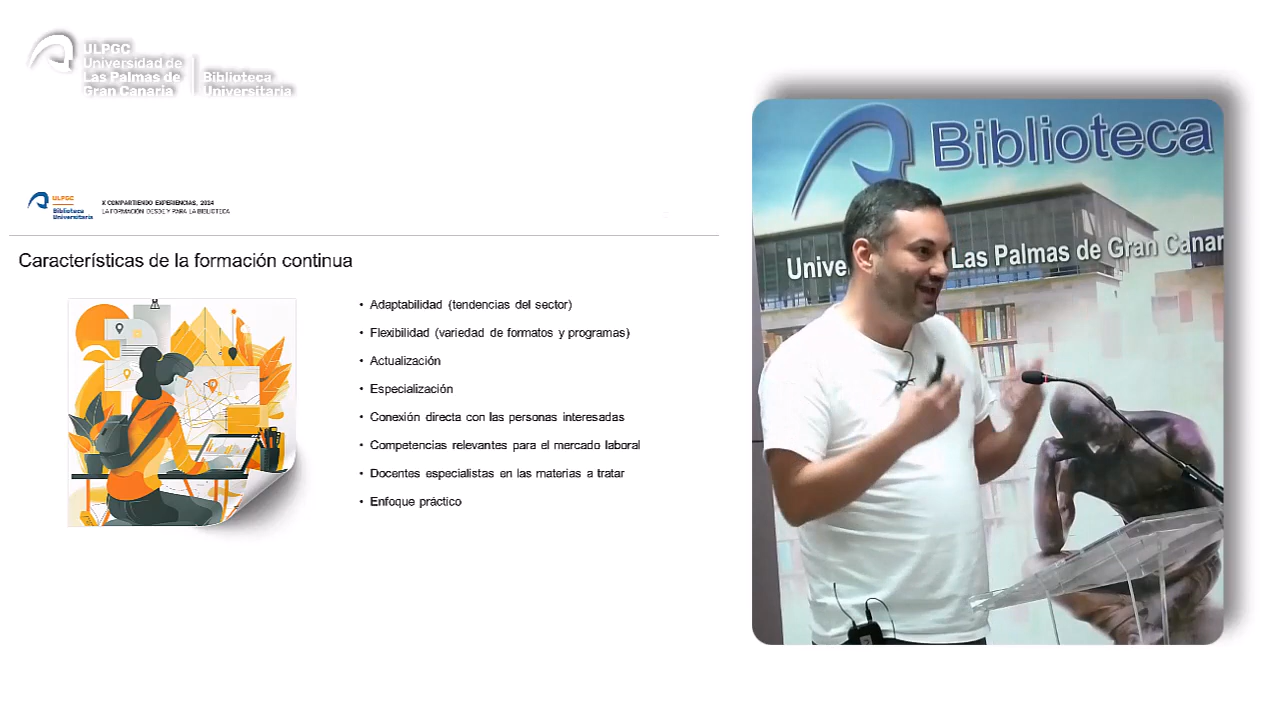 ULPGC
Universidad de
Las Palmas de
Gran Canaria
Biblioteca
Universitaria
ULPGC
Biblioteca
Universitaria
X COMPARTIENDO EXPERIENCIAS, 2024
LA FORMACIÓN DESDE Y PARA LA BIBLIOTECA
Características de la formación continua
• Adaptabilidad (tendencias del sector)
• Flexibilidad (variedad de formatos y programas)
• Actualización
• Especialización
• Conexión directa con las personas interesadas
• Competencias relevantes para el mercado laboral
• Docentes especialistas en las materias a tratar
• Enfoque práctico
Biblioteca
Unive Las Palmas de Gran Canar